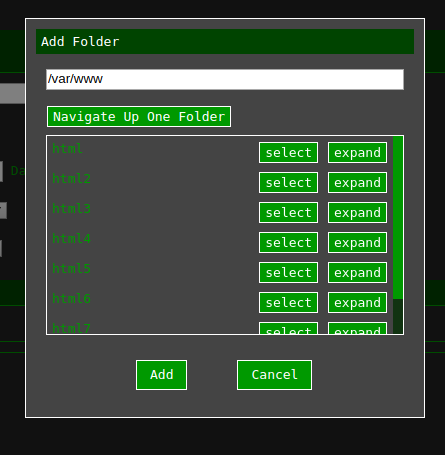 Add Folder
/var/www
Navigate Up One Folder
Da
html select expand
html2 select expand
html3 select expand
html4 select expand
html5 select expand
html6 select expand
html7 select expand
Add Cancel